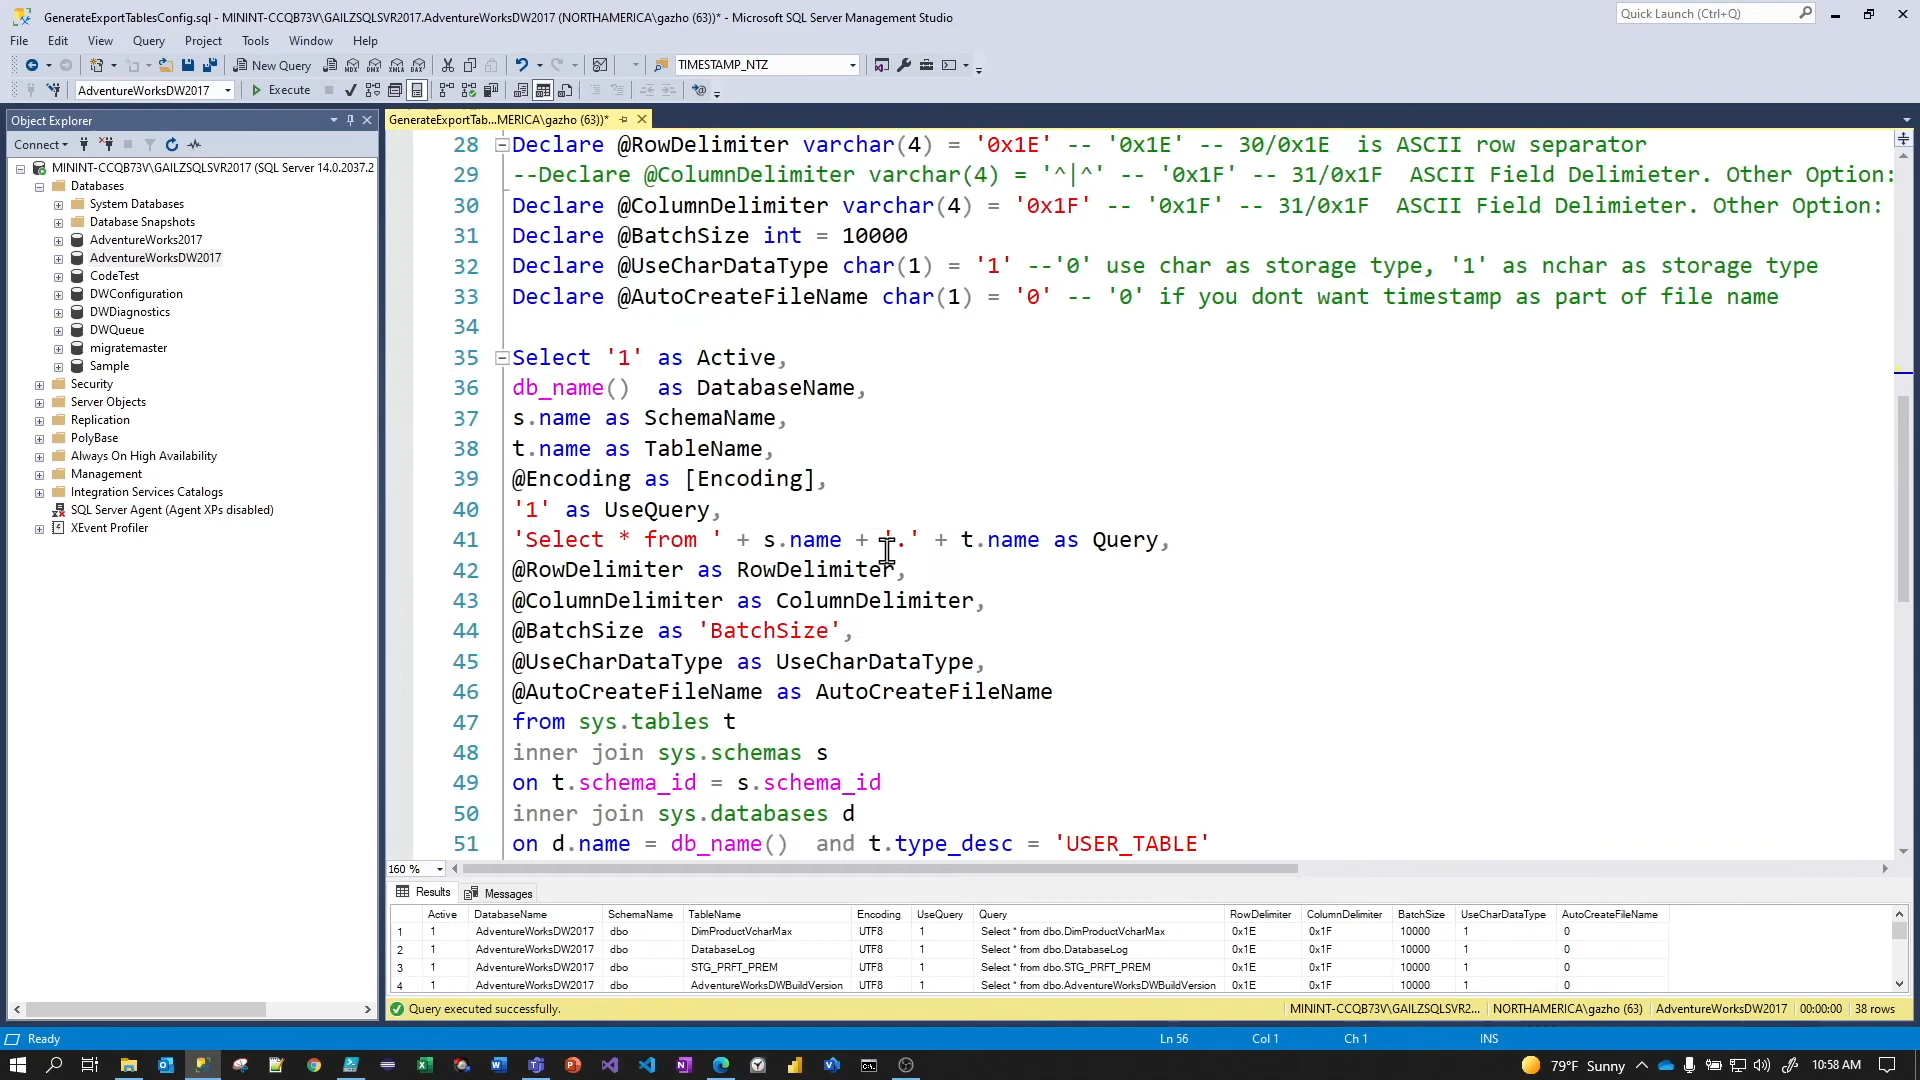 GenerateExportTablesConfig.sql - MININT-CCQB73V\GAILZSQLSVR2017.AdventureWorksDW2017 (NORTHAMERICA\gazho (63))* - Microsoft SQL Server Management Studio
Quick Launch (Ctrl+Q)
File Edit View Query Project Tools Window Help
New Query
TIMESTAMP_NTZ
AdventureWorksDW2017
Execute
Object Explorer
Connect
MININT-CCQB73V\GAILZSQLSVR2017 (SQL Server 14.0.2037.2
Databases
System Databases
Database Snapshots
AdventureWorks2017
AdventureWorksDW2017
CodeTest
DWConfiguration
DWDiagnostics
DWQueue
migratemaster
Sample
Security
Server Objects
Replication
PolyBase
Always On High Availability
Management
Integration Services Catalogs
SQL Server Agent (Agent XPs disabled)
XEvent Profiler
GenerateExportTab...MERICA\gazho (63))*
28 Declare @RowDelimiter varchar(4) = '0x1E' -- '0x1E' -- 30/0x1E  is ASCII row separator
29 --Declare @ColumnDelimiter varchar(4) = '^|^' -- '0x1F' -- 31/0x1F  ASCII Field Delimieter. Other Option:
30 Declare @ColumnDelimiter varchar(4) = '0x1F' -- '0x1F' -- 31/0x1F  ASCII Field Delimieter. Other Option:
31 Declare @BatchSize int = 10000
32 Declare @UseCharDataType char(1) = '1' --'0' use char as storage type, '1' as nchar as storage type
33 Declare @AutoCreateFileName char(1) = '0' -- '0' if you dont want timestamp as part of file name
34
35 Select '1' as Active,
36 db_name()  as DatabaseName,
37 s.name as SchemaName,
38 t.name as TableName,
39 @Encoding as [Encoding],
40 '1' as UseQuery,
41 'Select * from ' + s.name + '.' + t.name as Query,
42 @RowDelimiter as RowDelimiter,
43 @ColumnDelimiter as ColumnDelimiter,
44 @BatchSize as 'BatchSize',
45 @UseCharDataType as UseCharDataType,
46 @AutoCreateFileName as AutoCreateFileName
47 from sys.tables t
48 inner join sys.schemas s
49 on t.schema_id = s.schema_id
50 inner join sys.databases d
51 on d.name = db_name()  and t.type_desc = 'USER_TABLE'
160 %
Results Messages
Active DatabaseName SchemaName TableName Encoding UseQuery Query RowDelimiter ColumnDelimiter BatchSize UseCharDataType AutoCreateFileName
1 1 AdventureWorksDW2017 dbo DimProductVcharMax UTF8 1 Select * from dbo.DimProductVcharMax 0x1E 0x1F 10000 1 0
2 1 AdventureWorksDW2017 dbo DatabaseLog UTF8 1 Select * from dbo.DatabaseLog 0x1E 0x1F 10000 1 0
3 1 AdventureWorksDW2017 dbo STG_PRFT_PREM UTF8 1 Select * from dbo.STG_PRFT_PREM 0x1E 0x1F 10000 1 0
4 1 AdventureWorksDW2017 dbo AdventureWorksDWBuildVersion UTF8 1 Select * from dbo.AdventureWorksDWBuildVersion 0x1E 0x1F 10000 1 0
Query executed successfully.
MININT-CCQB73V\GAILZSQLSVR2... NORTHAMERICA\gazho (63) AdventureWorksDW2017 00:00:00 38 rows
Ready
Ln 56 Col 1 Ch 1 INS
79°F Sunny
10:58 AM